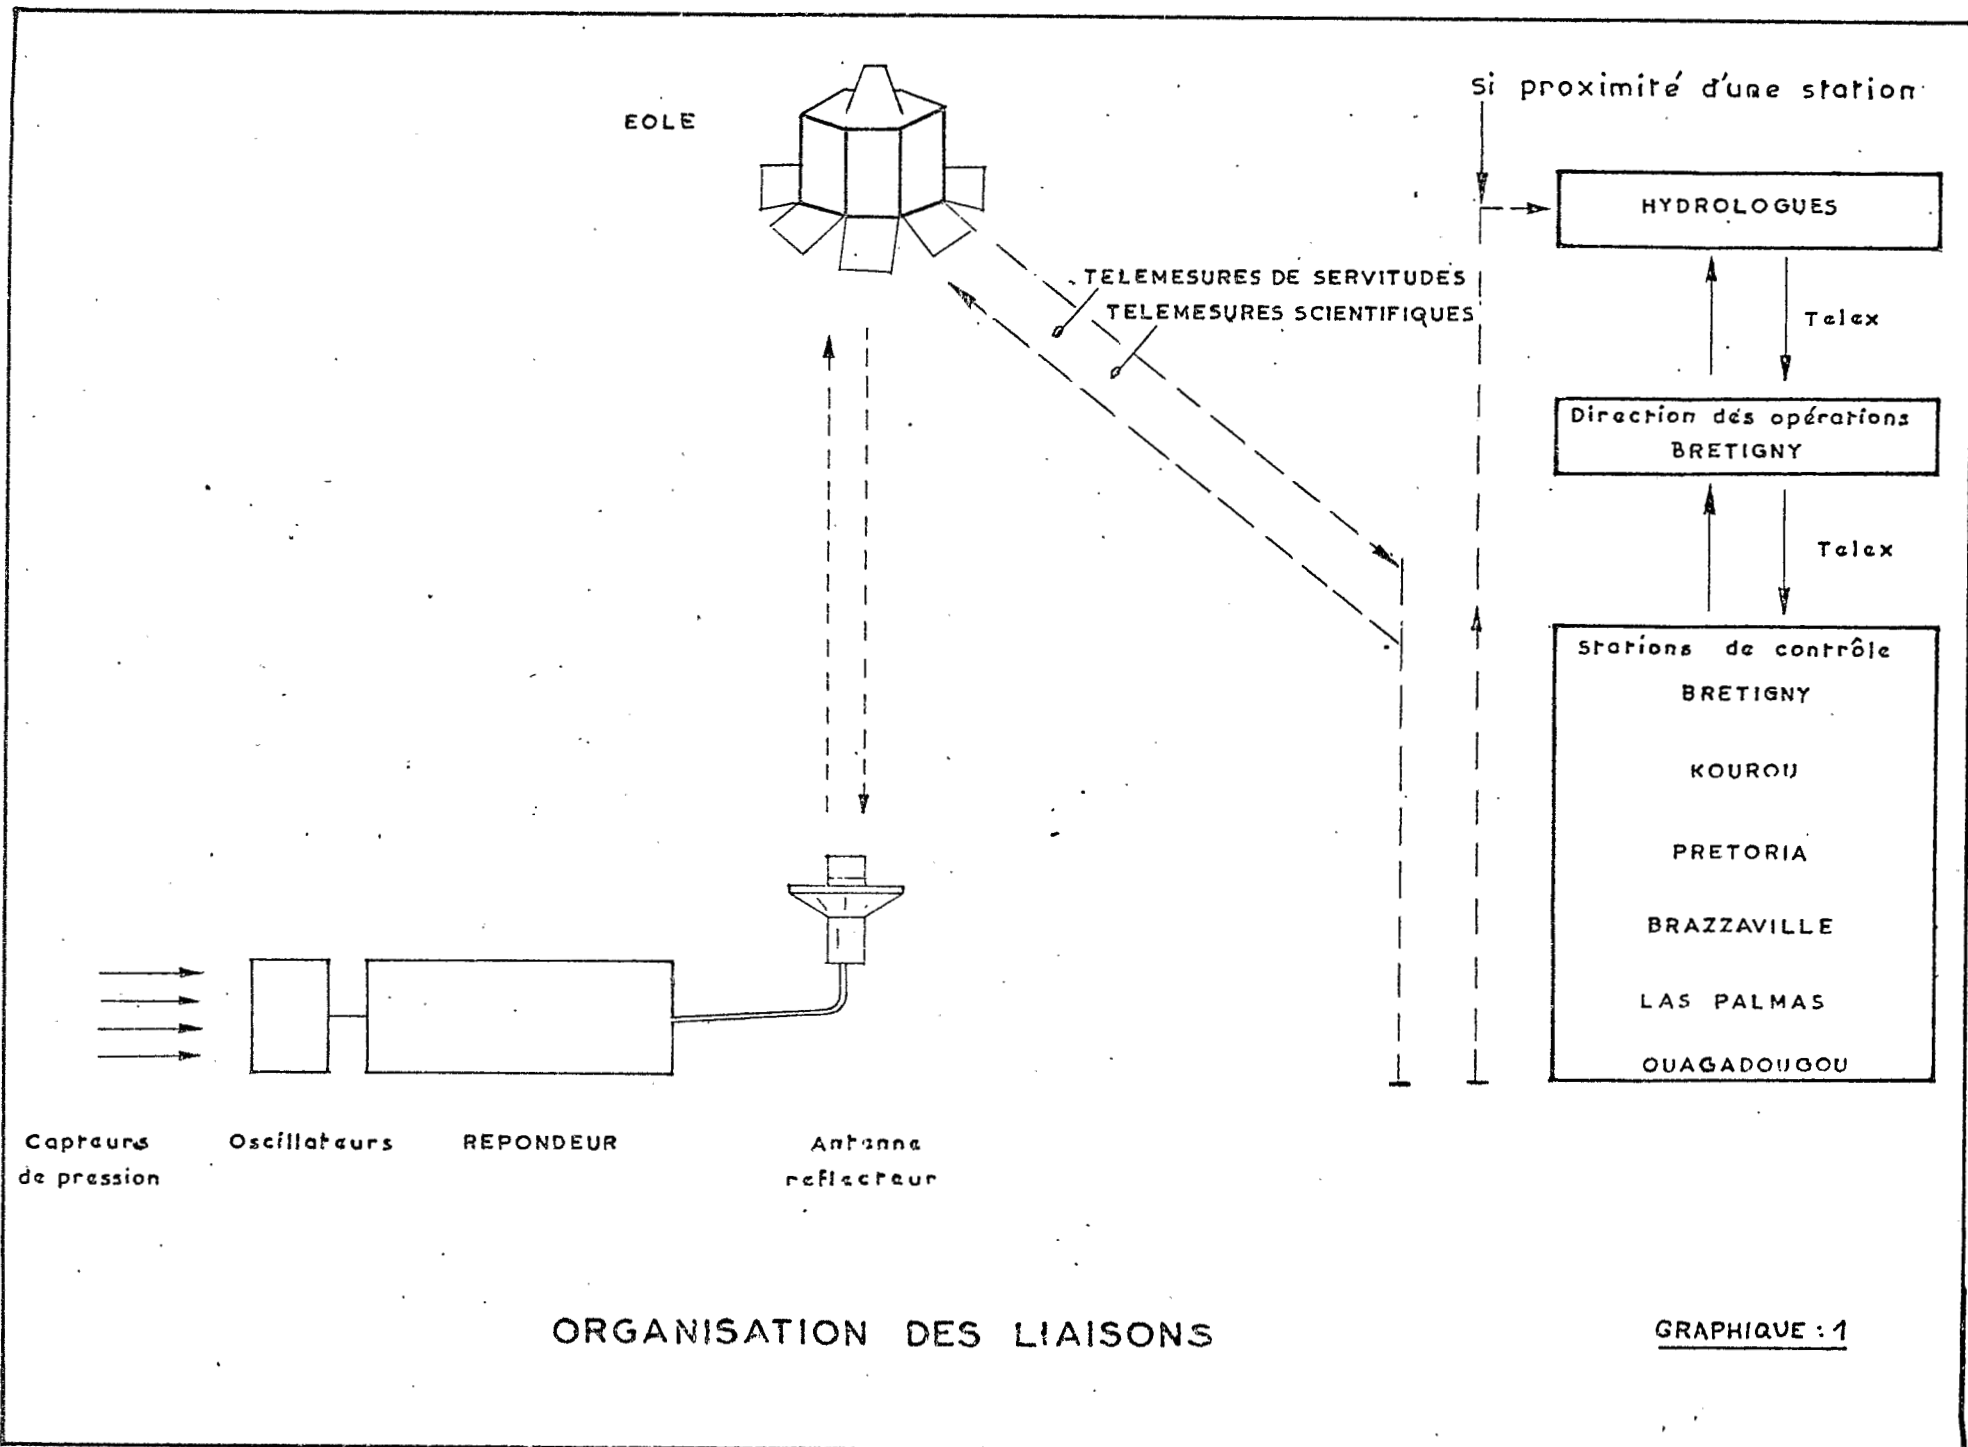 EOLE
Si proximité d'une station
HYDROLOGUES
TELEMESURES DE SERVITUDES
TELEMESURES SCIENTIFIQUES
Telex
Direction des opérations
BRETIGNY
Telex
Stations de contrôle
BRETIGNY
KOUROU
PRETORIA
BRAZZAVILLE
LAS PALMAS
OUAGADOUGOU
Capteurs
de pression
Oscillateurs
REPONDEUR
Antenne
reflecteur
ORGANISATION DES LIAISONS
GRAPHIQUE : 1